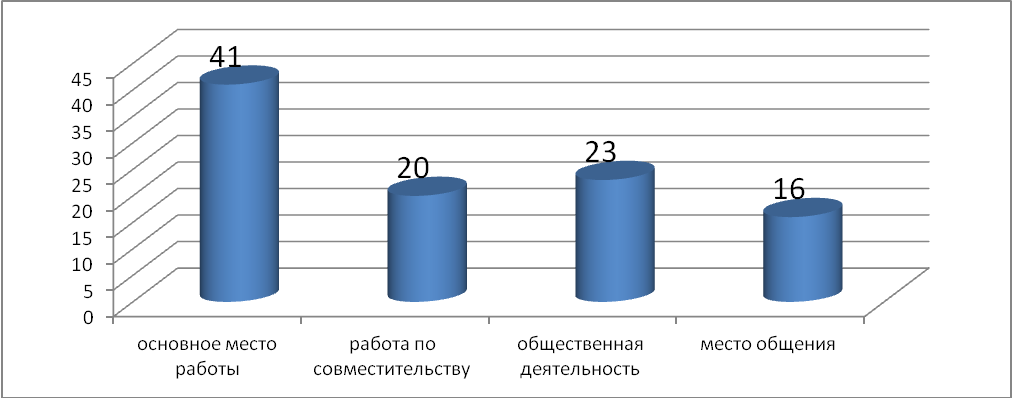 41
20
23
16
45
40
35
30
25
20
15
10
5
0
основное место
работы
работа по
совместительству
общественная
деятельность
место общения